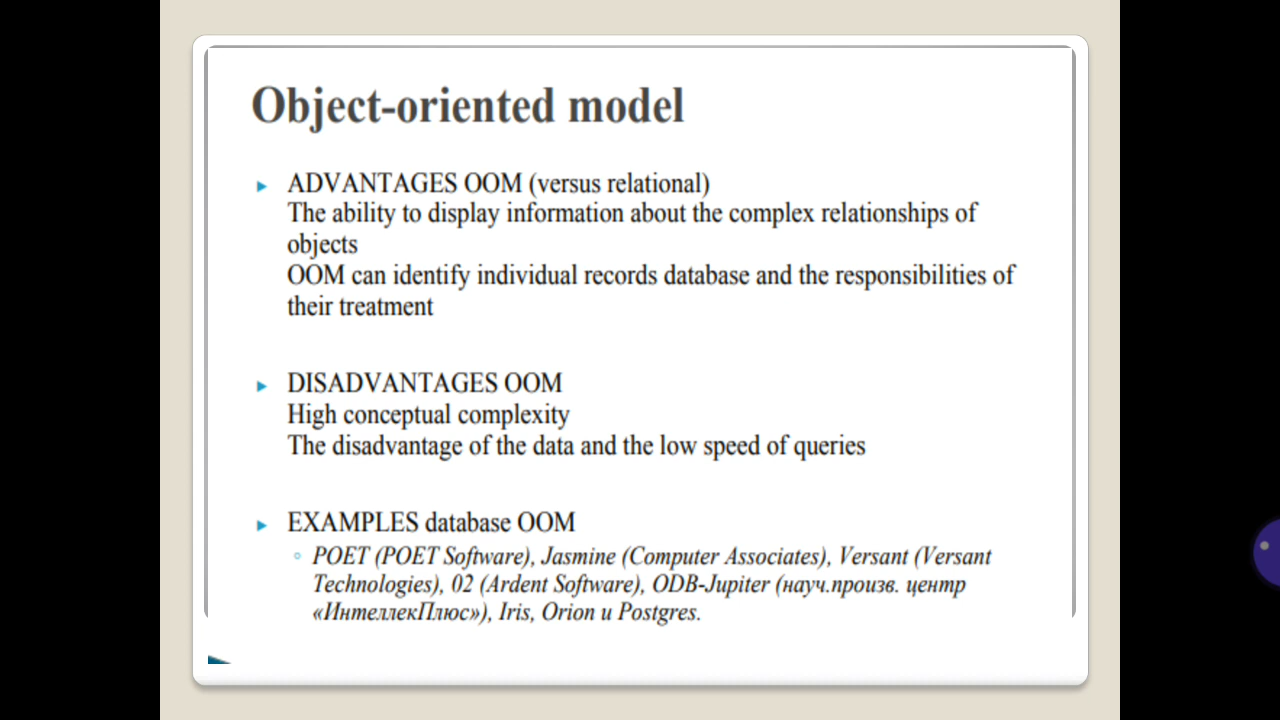 Object-oriented model
ADVANTAGES OOM (versus relational)
The ability to display information about the complex relationships of
objects
OOM can identify individual records database and the responsibilities of
their treatment
DISADVANTAGES OOM
High conceptual complexity
The disadvantage of the data and the low speed of queries
EXAMPLES database OOM
POET (POET Software), Jasmine (Computer Associates), Versant (Versant
Technologies), 02 (Ardent Software), ODB-Jupiter (науч.произв. центр
«ИнтеллекПлюс»), Iris, Orion и Postgres.